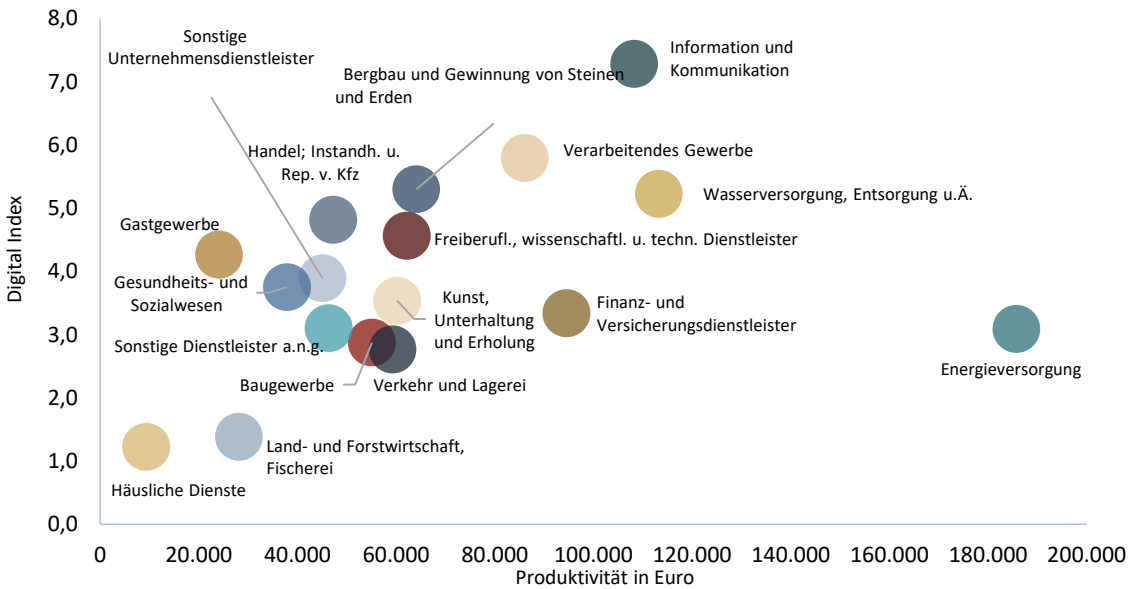 8,0
7,0
6,0
5,0
4,0
3,0
2,0
1,0
0,0
Digital Index
Sonstige
Unternehmensdienstleister
Information und
Kommunikation
Bergbau und Gewinnung von Steinen
und Erden
Handel; Instandh. u.
Rep. v. Kfz
Verarbeitendes Gewerbe
Wasserversorgung, Entsorgung u.Ä.
Gastgewerbe
Freiberufl., wissenschaftl. u. techn. Dienstleister
Gesundheits- und
Sozialwesen
Kunst,
Unterhaltung
und Erholung
Finanz- und
Versicherungsdienstleister
Sonstige Dienstleister a.n.g.
Energieversorgung
Baugewerbe
Verkehr und Lagerei
Land- und Forstwirtschaft,
Fischerei
Häusliche Dienste
0
20.000
40.000
60.000
80.000
100.000
120.000
140.000
160.000
180.000
200.000
Produktivität in Euro